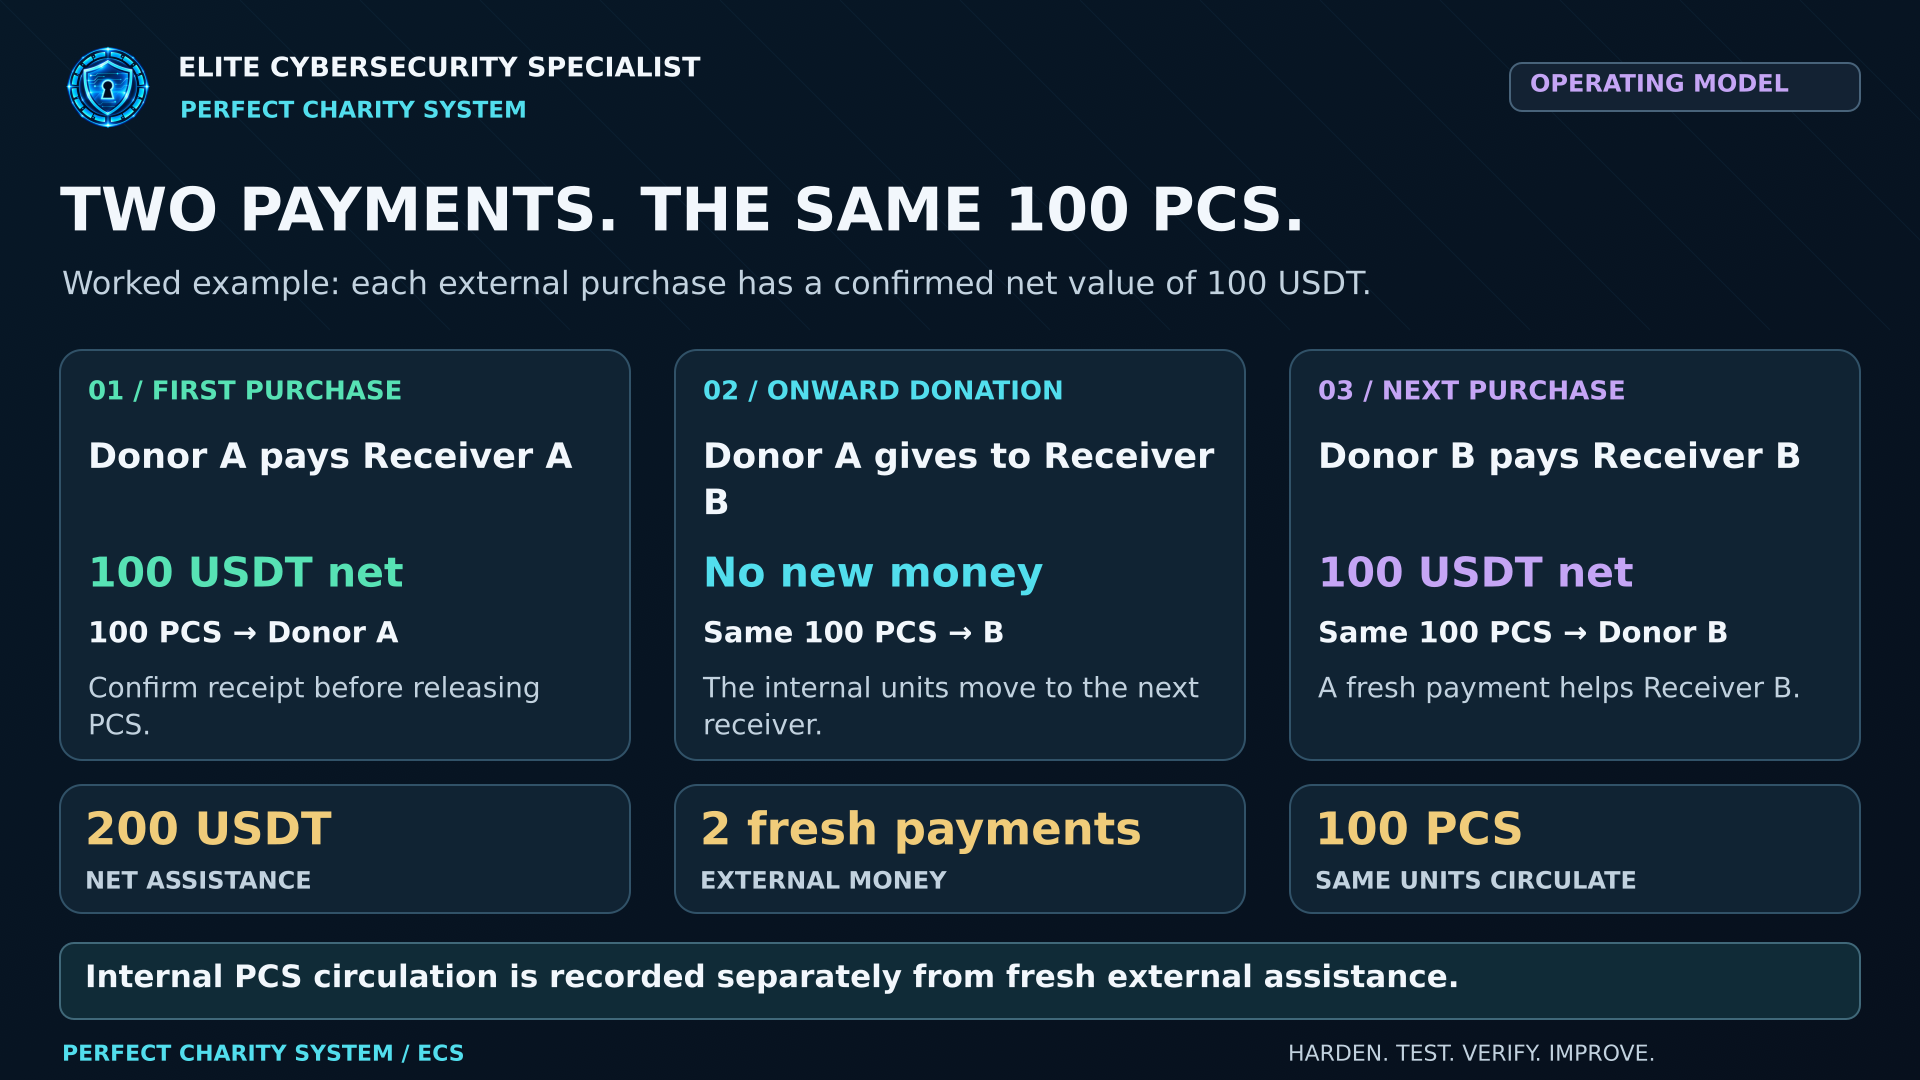 ELITE CYBERSECURITY SPECIALIST
PERFECT CHARITY SYSTEM
OPERATING MODEL
TWO PAYMENTS. THE SAME 100 PCS.
Worked example: each external purchase has a confirmed net value of 100 USDT.
01 / FIRST PURCHASE
Donor A pays Receiver A
100 USDT net
100 PCS → Donor A
Confirm receipt before releasing
PCS.
02 / ONWARD DONATION
Donor A gives to Receiver
B
No new money
Same 100 PCS → B
The internal units move to the next
receiver.
03 / NEXT PURCHASE
Donor B pays Receiver B
100 USDT net
Same 100 PCS → Donor B
A fresh payment helps Receiver B.
200 USDT
NET ASSISTANCE
2 fresh payments
EXTERNAL MONEY
100 PCS
SAME UNITS CIRCULATE
Internal PCS circulation is recorded separately from fresh external assistance.
PERFECT CHARITY SYSTEM / ECS
HARDEN. TEST. VERIFY. IMPROVE.